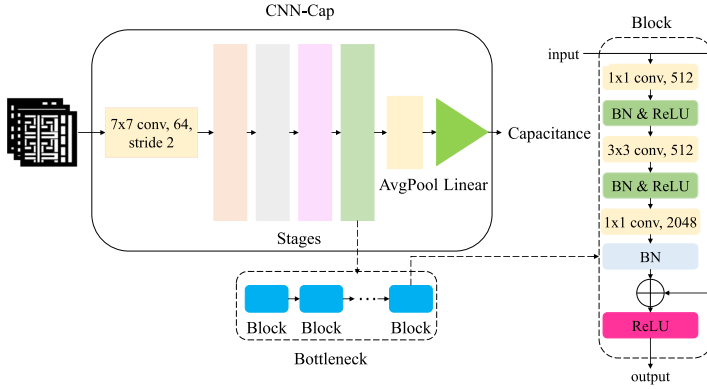 CNN-Cap
7x7 conv, 64,
stride 2
AvgPool
Linear
Capacitance
Stages
Block
Block
...
Block
Bottleneck
Block
input
1x1 conv, 512
BN & ReLU
3x3 conv, 512
BN & ReLU
1x1 conv, 2048
BN
ReLU
output